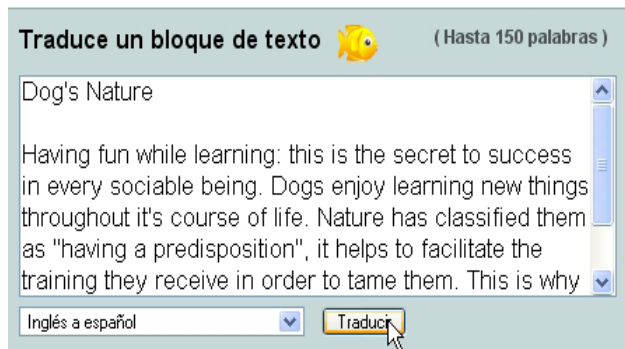 Traduce un bloque de texto
( Hasta 150 palabras )
Dog's Nature
Having fun while learning: this is the secret to success
in every sociable being. Dogs enjoy learning new things
throughout it's course of life. Nature has classified them
as "having a predisposition", it helps to facilitate the
training they receive in order to tame them. This is why
Inglés a español
Traducir